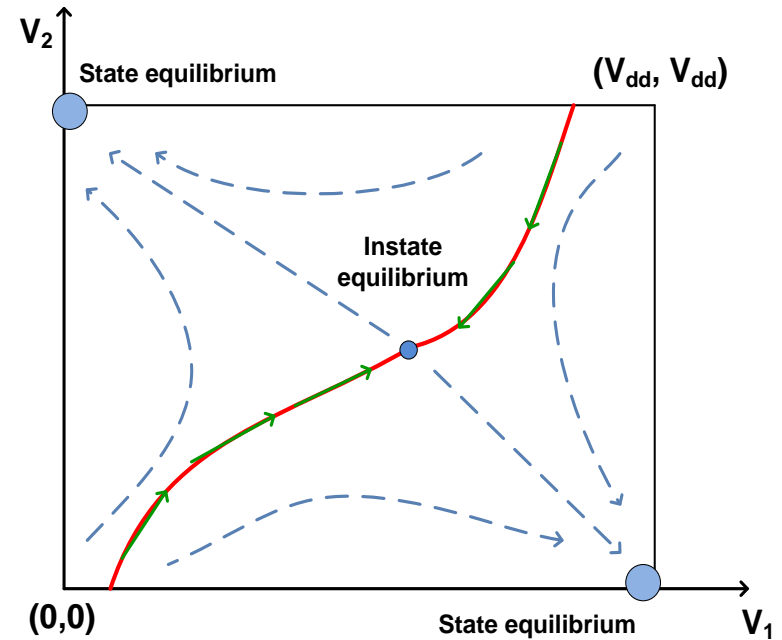 V2
State equilibrium
(Vdd, Vdd)
Instate
equilibrium
(0,0)
State equilibrium
V1